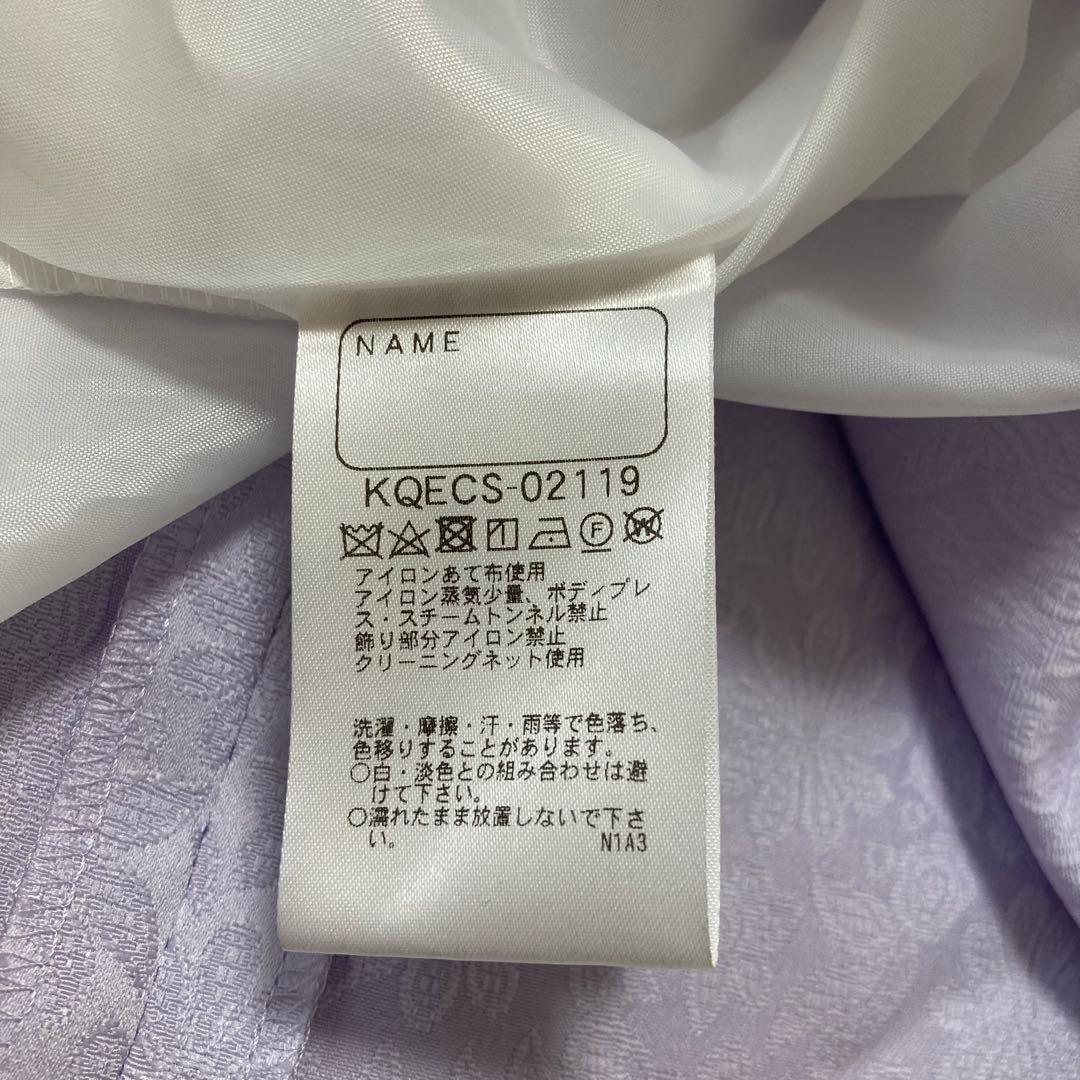 NAME
KQECS-02119
アイロンあて布使用
アイロン蒸気少量、ボディプレ
ス・スチームトンネル禁止
飾り部分アイロン禁止
クリーニングネット使用
洗濯・摩擦・汗・雨等で色落ち、
色移りすることがあります。
○白・淡色との組み合わせは避
けて下さい。
○濡れたまま放置しないで下さ
い。
N1A3